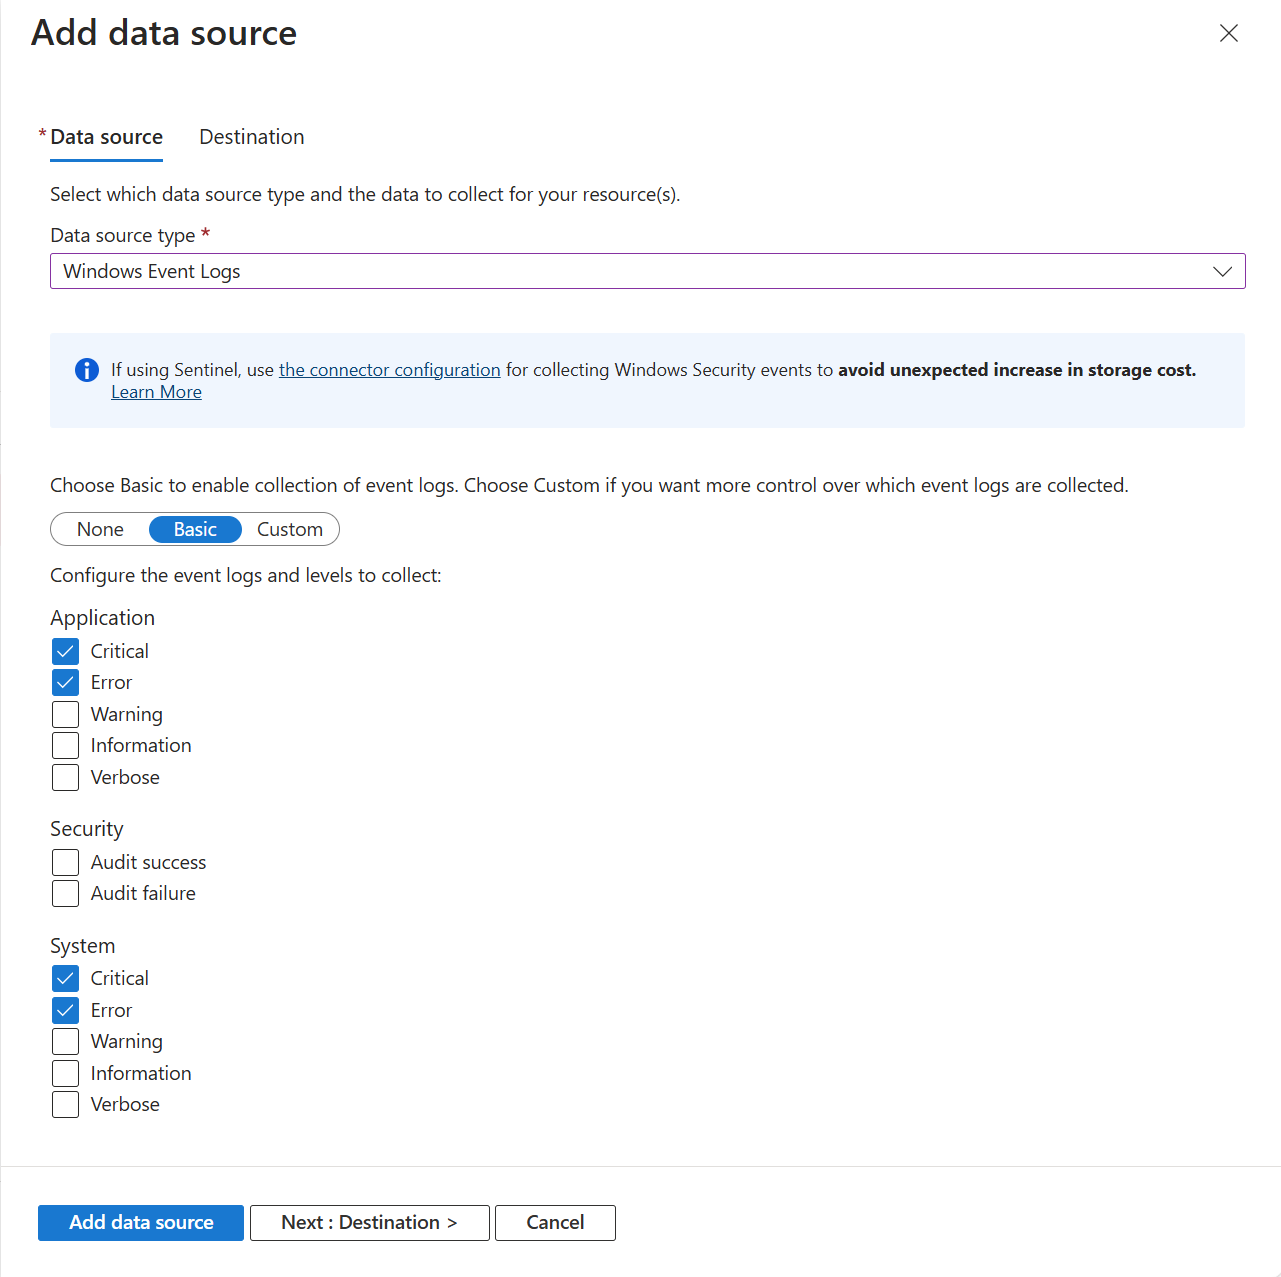 Add data source
* Data source Destination
Select which data source type and the data to collect for your resource(s).
Data source type *
Windows Event Logs
If using Sentinel, use the connector configuration for collecting Windows Security events to avoid unexpected increase in storage cost.
Learn More
Choose Basic to enable collection of event logs. Choose Custom if you want more control over which event logs are collected.
None Basic Custom
Configure the event logs and levels to collect:
Application
Critical
Error
Warning
Information
Verbose
Security
Audit success
Audit failure
System
Critical
Error
Warning
Information
Verbose
Add data source Next : Destination > Cancel